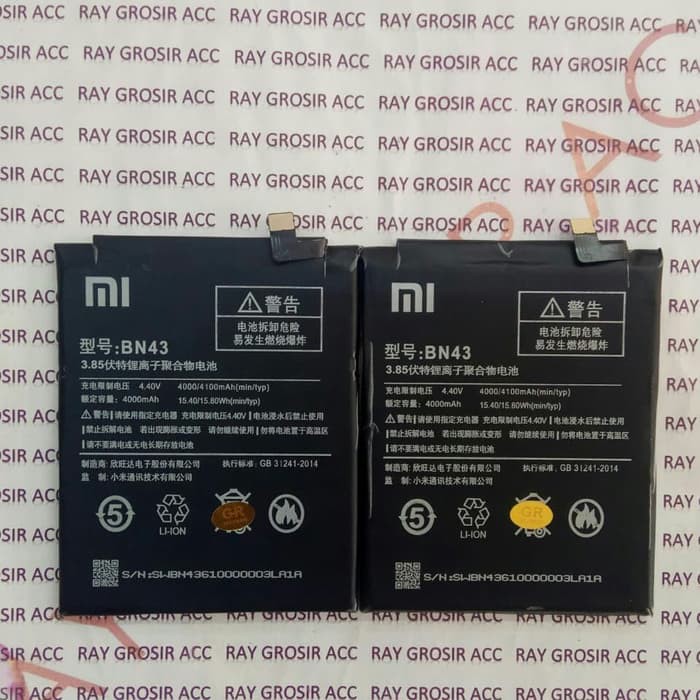 RAY GROSIR ACC
mi
警告
电池拆卸危险
易发生燃烧爆炸
型号:BN43
3.85伏特锂离子聚合物电池
充电限制电压 4.40V 4000/4100mAh(min/typ)
额定容量: 4000mAh 15.40/15.80Wh(min/typ)
警告|请使用指定充电器 充电限制电压4.40V|电池浸水后禁止使用
|禁止拆解电池 若出现膨胀或变形 请勿继续使用|勿将电池置于高温区
|请不要满电或无电长期存放电池
制造商: 欣旺达电子股份有限公司 执行标准: GB 31241-2014
监 制: 小米通讯技术有限公司
5
LI-ION
GR
S/N:SWBN43610000003LA1A
mi
警告
电池拆卸危险
易发生燃烧爆炸
型号:BN43
3.85伏特锂离子聚合物电池
充电限制电压 4.40V 4000/4100mAh(min/typ)
额定容量: 4000mAh 15.40/15.80Wh(min/typ)
警告|请使用指定充电器 充电限制电压4.40V|电池浸水后禁止使用
|禁止拆解电池 若出现膨胀或变形 请勿继续使用|勿将电池置于高温区
|请不要满电或无电长期存放电池
制造商: 欣旺达电子股份有限公司 执行标准: GB 31241-2014
监 制: 小米通讯技术有限公司
5
LI-ION
GR
S/N:SWBN43610000003LA1A